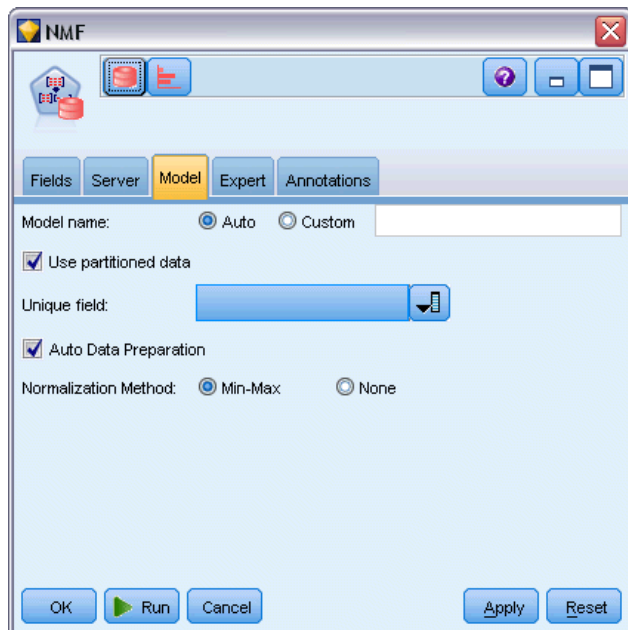 NMF
Fields Server Model Expert Annotations
Model name: Auto Custom
Use partitioned data
Unique field:
Auto Data Preparation
Normalization Method: Min-Max None
OK Run Cancel Apply Reset